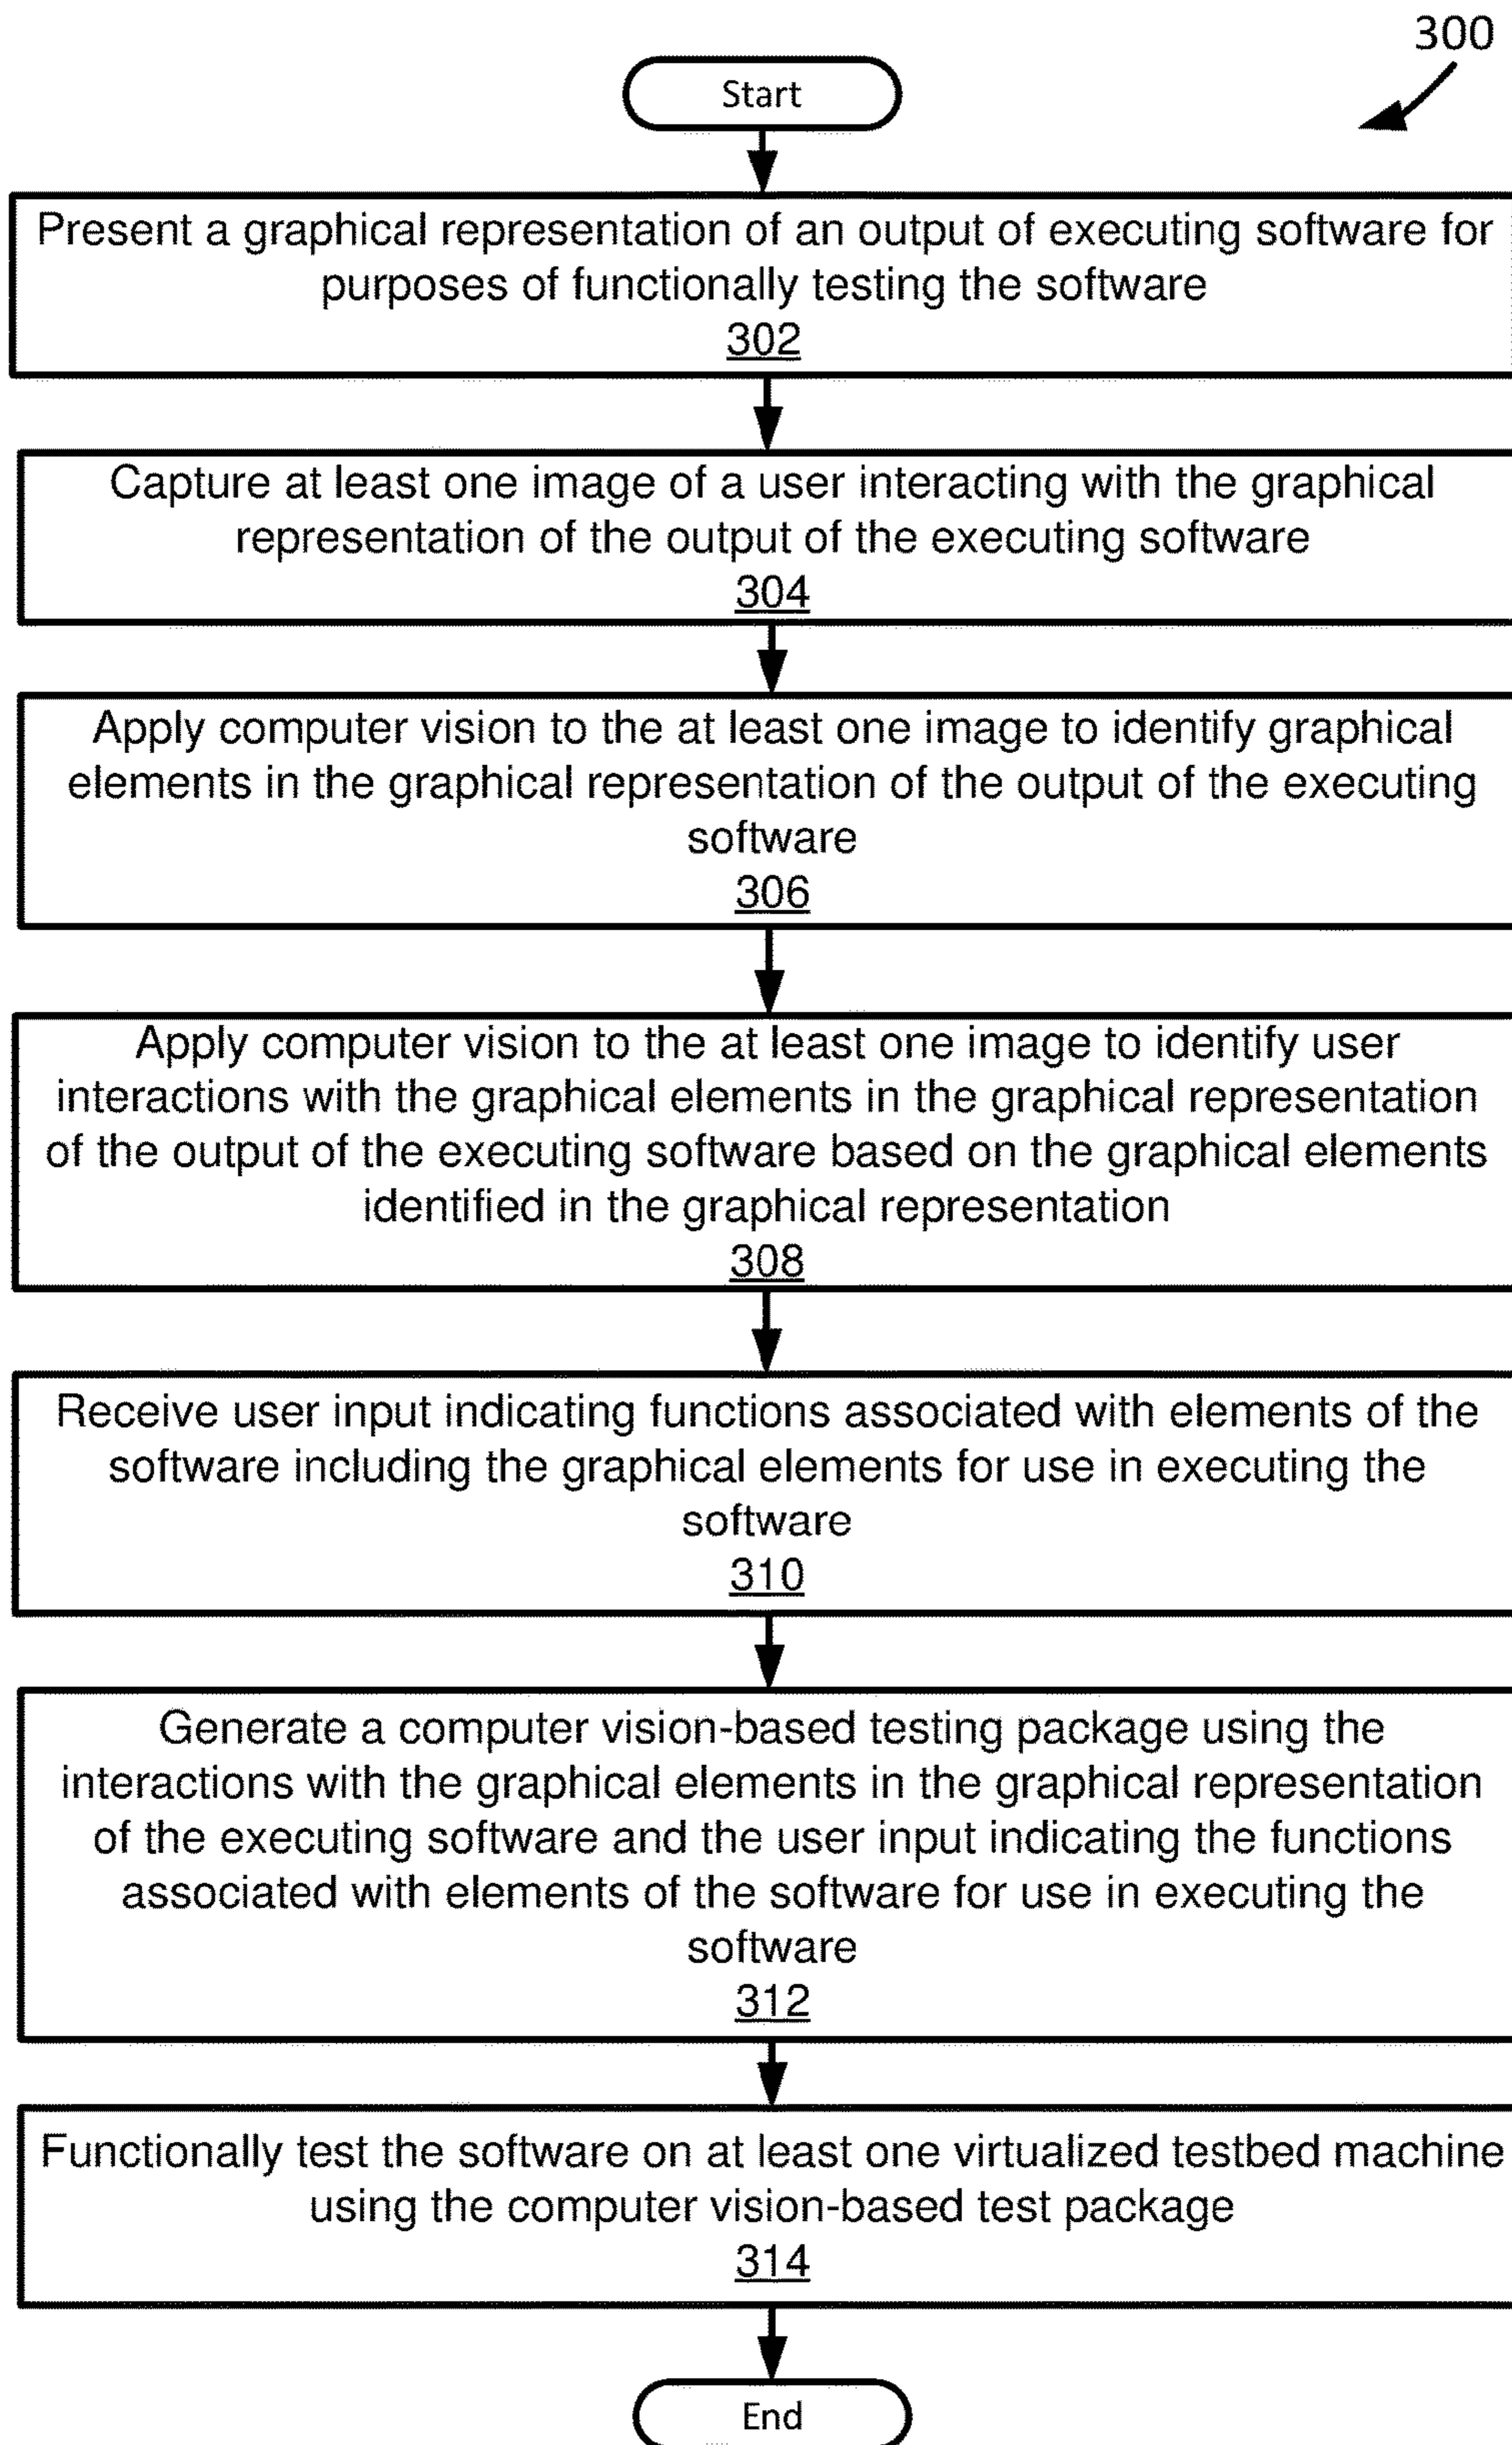 300
Start
Present a graphical representation of an output of executing software for
purposes of functionally testing the software
302
Capture at least one image of a user interacting with the graphical
representation of the output of the executing software
304
Apply computer vision to the at least one image to identify graphical
elements in the graphical representation of the output of the executing
software
306
Apply computer vision to the at least one image to identify user
interactions with the graphical elements in the graphical representation
of the output of the executing software based on the graphical elements
identified in the graphical representation
308
Receive user input indicating functions associated with elements of the
software including the graphical elements for use in executing the
software
310
Generate a computer vision-based testing package using the
interactions with the graphical elements in the graphical representation
of the executing software and the user input indicating the functions
associated with elements of the software for use in executing the
software
312
Functionally test the software on at least one virtualized testbed machine
using the computer vision-based test package
314
End